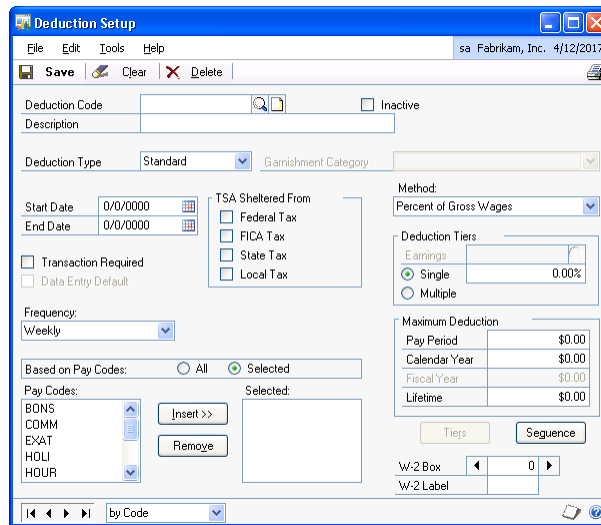 Deduction Setup
File Edit Tools Help sa Fabrikam, Inc. 4/12/2017
Save Clear Delete
Deduction Code Inactive
Description
Deduction Type Standard Garnishment Category
Start Date 0/0/0000
End Date 0/0/0000
Transaction Required
Data Entry Default
TSA Sheltered From
Federal Tax
FICA Tax
State Tax
Local Tax
Method:
Percent of Gross Wages
Deduction Tiers
Earnings
Single 0.00%
Multiple
Frequency:
Weekly
Maximum Deduction
Pay Period $0.00
Calendar Year $0.00
Fiscal Year $0.00
Lifetime $0.00
Based on Pay Codes: All Selected
Pay Codes:
BONS
COMM
EXAT
HOLI
HOUR
Insert >>
Remove
Selected:
Tiers Sequence
W-2 Box 0
W-2 Label
by Code